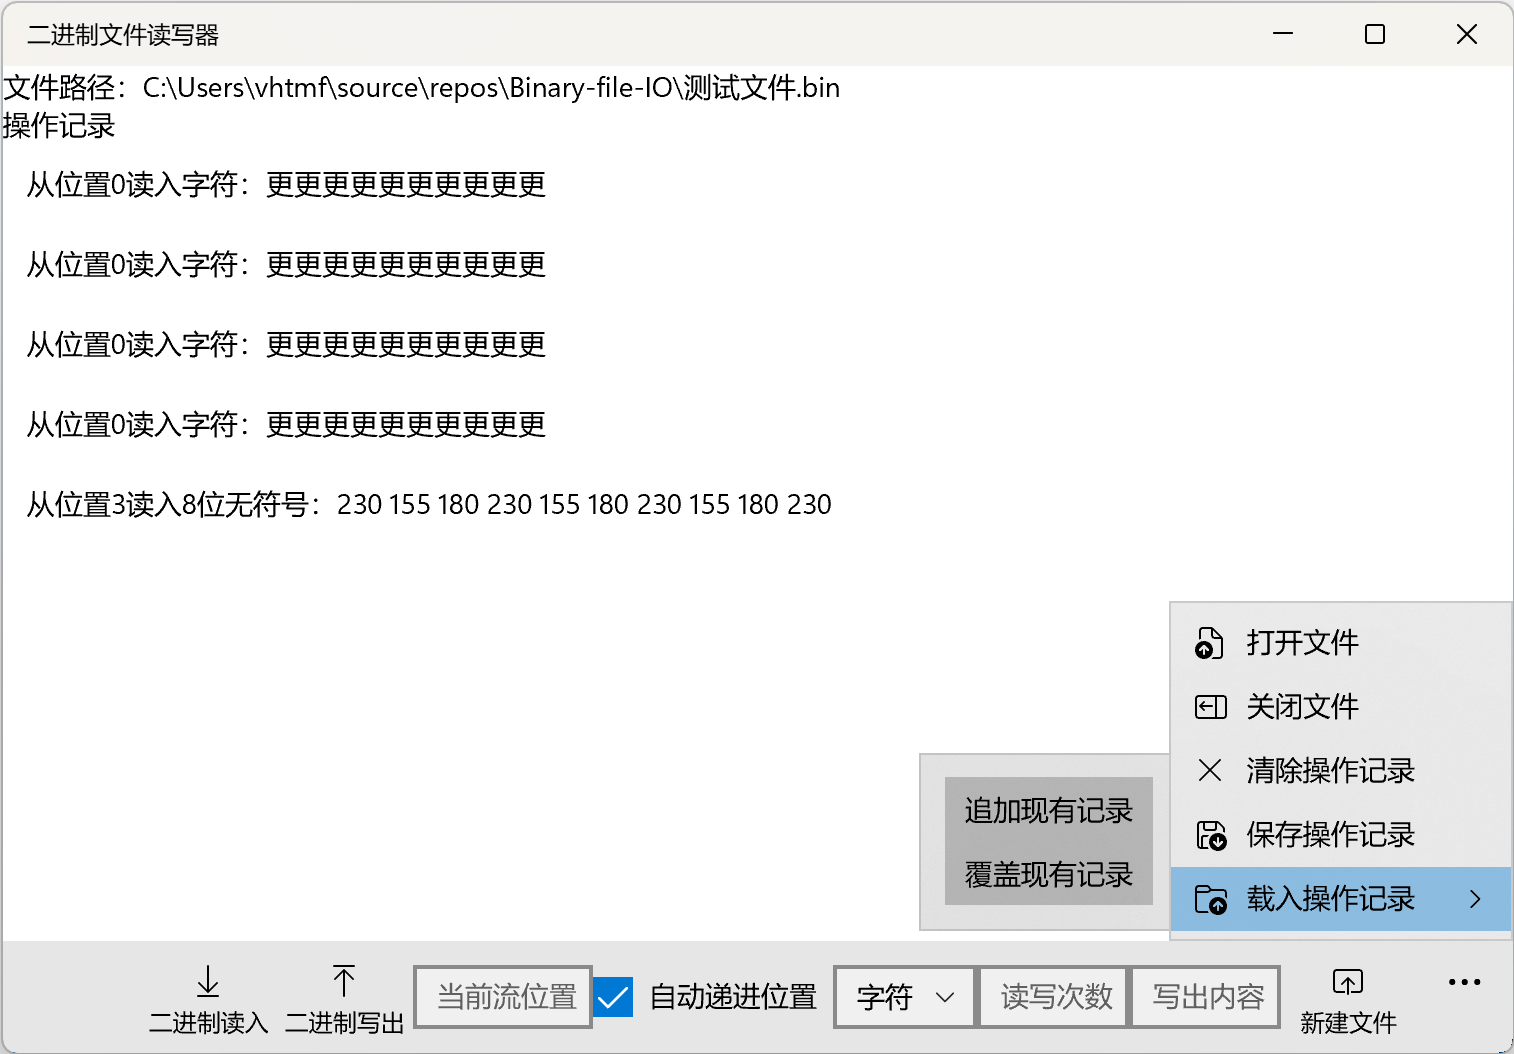 二进制文件读写器
文件路径：C:\Users\vhtmf\source\repos\Binary-file-IO\测试文件.bin
操作记录
从位置0读入字符：更更更更更更更更更更
从位置0读入字符：更更更更更更更更更更
从位置0读入字符：更更更更更更更更更更
从位置0读入字符：更更更更更更更更更更
从位置3读入8位无符号：230 155 180 230 155 180 230 155 180 230
打开文件
关闭文件
清除操作记录
保存操作记录
载入操作记录
追加现有记录
覆盖现有记录
二进制读入
二进制写出
当前流位置
自动递进位置
字符
读写次数
写出内容
新建文件